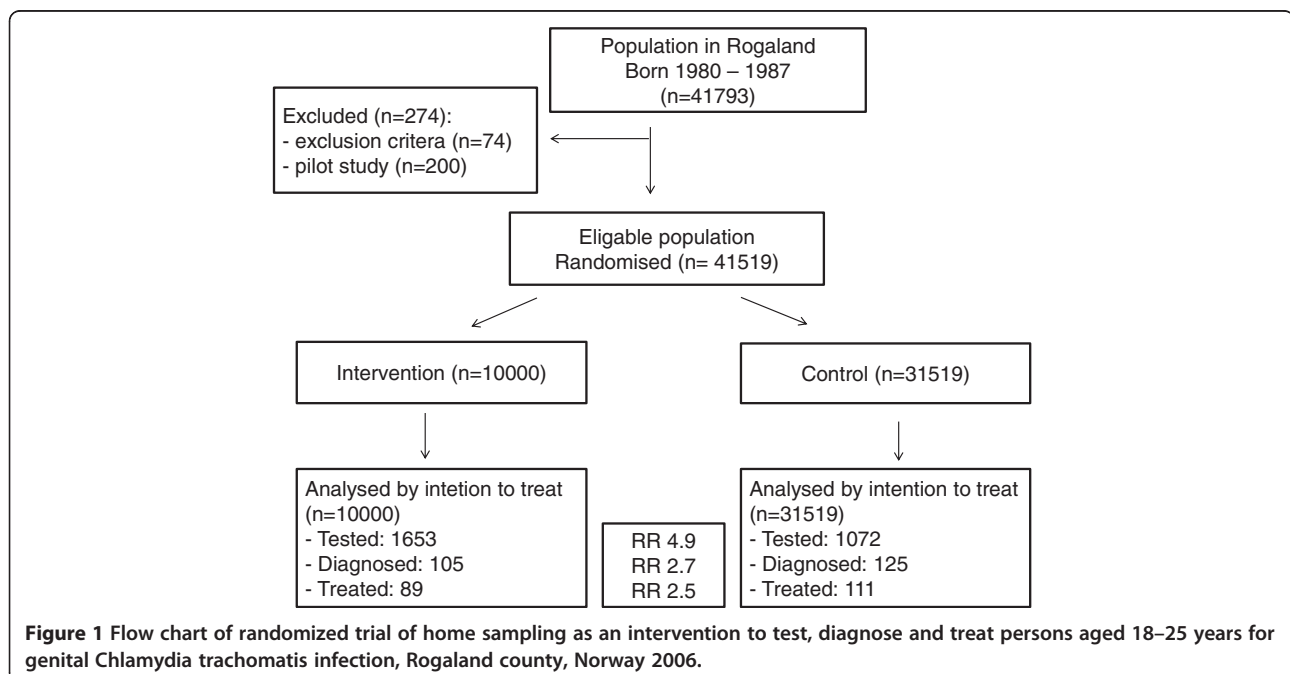 Population in Rogaland
Born 1980 – 1987
(n=41793)
Excluded (n=274):
- exclusion critera (n=74)
- pilot study (n=200)
Eligable population
Randomised (n= 41519)
Intervention (n=10000)
Control (n=31519)
Analysed by intetion to treat
(n=10000)
- Tested: 1653
- Diagnosed: 105
- Treated: 89
RR 4.9
RR 2.7
RR 2.5
Analysed by intention to treat
(n=31519)
- Tested: 1072
- Diagnosed: 125
- Treated: 111
Figure 1 Flow chart of randomized trial of home sampling as an intervention to test, diagnose and treat persons aged 18–25 years for
genital Chlamydia trachomatis infection, Rogaland county, Norway 2006.